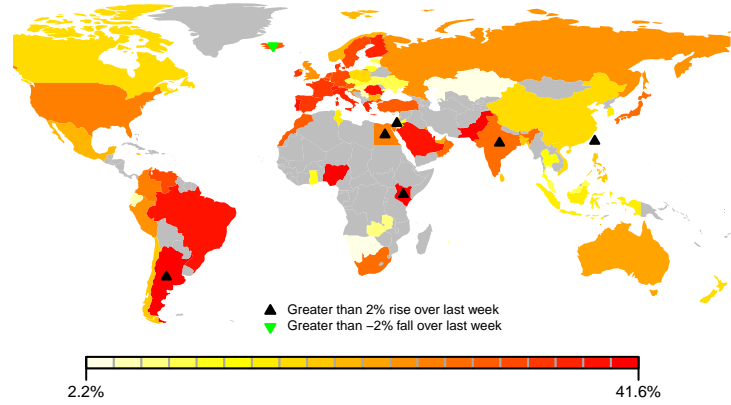 Greater than 2% rise over last week
Greater than −2% fall over last week
2.2%
41.6%